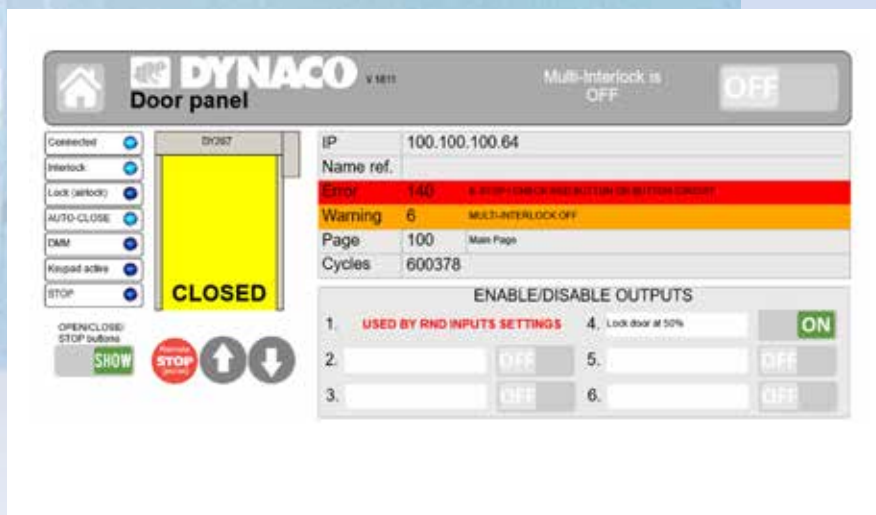 DYNACO
V 1811
Door panel
Multi-Interlock is
OFF
OFF
Connected
Interlock
Lock (airlock)
AUTO-CLOSE
DMM
Keypad active
STOP
DY267
CLOSED
OPEN/CLOSE/
STOP buttons
SHOW
STOP
IP 100.100.100.64
Name ref.
Error 140
Warning 6 MULTI-INTERLOCK OFF
Page 100 Main Page
Cycles 600378
ENABLE/DISABLE OUTPUTS
1. USED BY RND INPUTS SETTINGS 4. Lock door at 50% ON
2. OFF 5. OFF
3. OFF 6. OFF